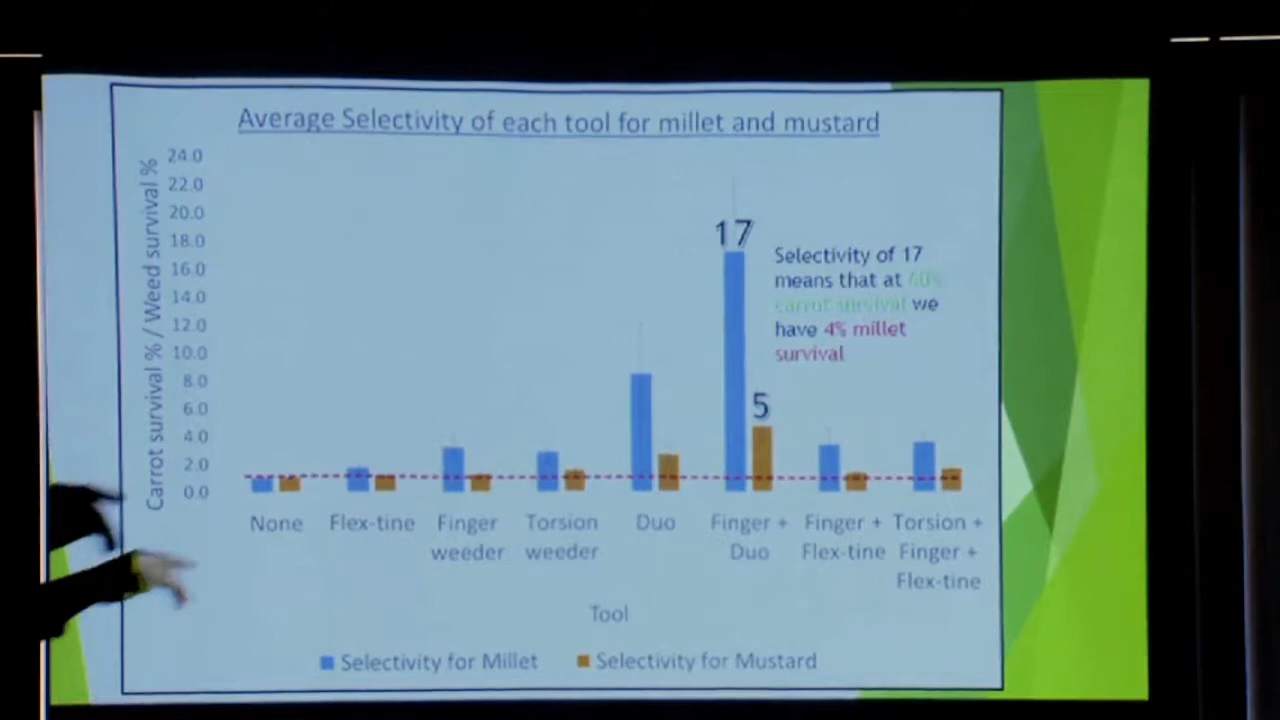 Average Selectivity of each tool for millet and mustard
Carrot survival % / Weed survival %
24.0
22.0
20.0
18.0
16.0
14.0
12.0
10.0
8.0
6.0
4.0
2.0
0.0
17
5
Selectivity of 17
means that at 60%
carrot survival we
have 4% millet
survival
None
Flex-tine
Finger
weeder
Torsion
weeder
Duo
Finger +
Duo
Finger +
Flex-tine
Torsion +
Finger +
Flex-tine
Tool
Selectivity for Millet
Selectivity for Mustard